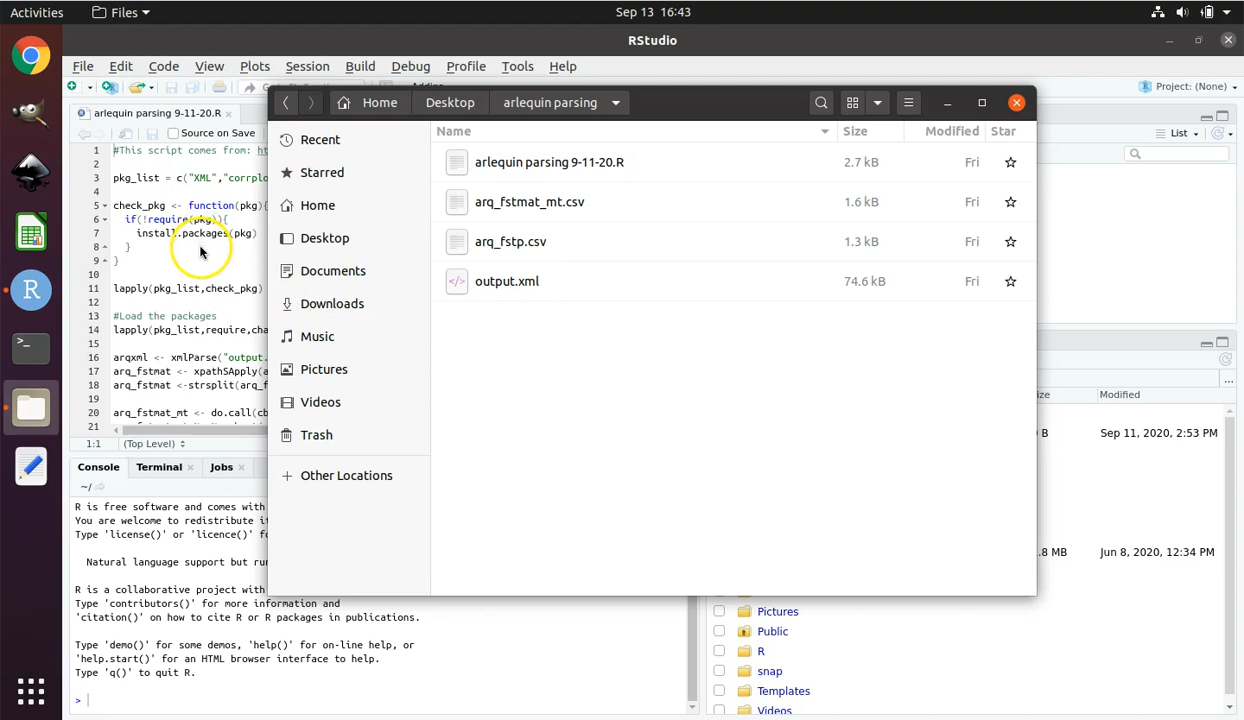 Activities
Files
Sep 13 16:43
RStudio
File Edit Code View Plots Session Build Debug Profile Tools Help
Project: (None)
arlequin parsing 9-11-20.R
Source on Save
List
1 #This script comes from:
2
3 pkg_list = c("XML","corrplo
4
5 check_pkg <- function(pkg){
6 if(!require(pkg)){
7 install.packages(pkg)
8 }
9 }
10
11 lapply(pkg_list,check_pkg)
12
13 #Load the packages
14 lapply(pkg_list,require,cha
15
16 arqxml <- xmlParse("output.
17 arq_fstmat <- xpathSApply(a
18 arq_fstmat <-strsplit(arq_f
19
20 arq_fstmat_mt <- do.call(cb
21
1:1 (Top Level)
Console Terminal Jobs
~/
R is free software and comes with
You are welcome to redistribute it
Type 'license()' or 'licence()' fo
Natural language support but run
R is a collaborative project with
Type 'contributors()' for more information and
'citation()' on how to cite R or R packages in publications.
Type 'demo()' for some demos, 'help()' for on-line help, or
'help.start()' for an HTML browser interface to help.
Type 'q()' to quit R.
>
Home Desktop arlequin parsing
Recent
Starred
Home
Desktop
Documents
Downloads
Music
Pictures
Videos
Trash
+ Other Locations
Name Size Modified Star
arlequin parsing 9-11-20.R 2.7 kB Fri
arq_fstmat_mt.csv 1.6 kB Fri
arq_fstp.csv 1.3 kB Fri
output.xml 74.6 kB Fri
...
ize Modified
B Sep 11, 2020, 2:53 PM
.8 MB Jun 8, 2020, 12:34 PM
Pictures
Public
R
snap
Templates
Videos